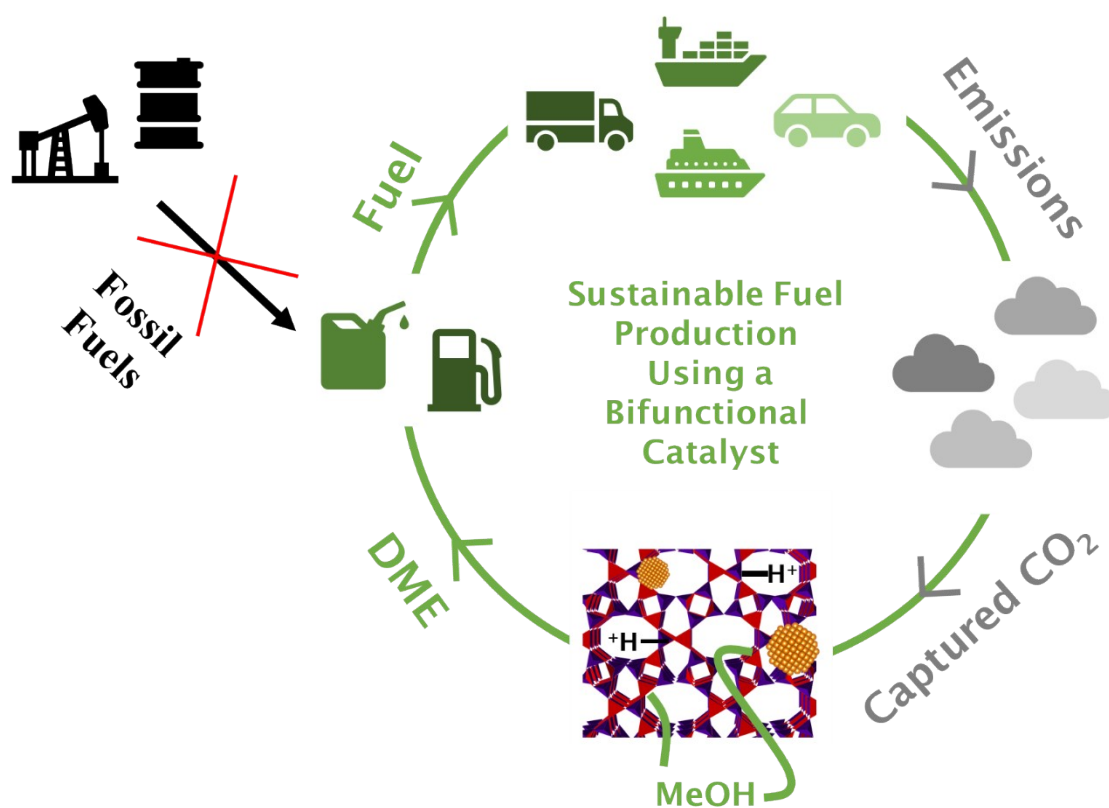 Fuel
Emissions
Fossil
Fuels
Sustainable Fuel
Production
Using a
Bifunctional
Catalyst
DME
Captured CO₂
H⁺
⁺H
MeOH